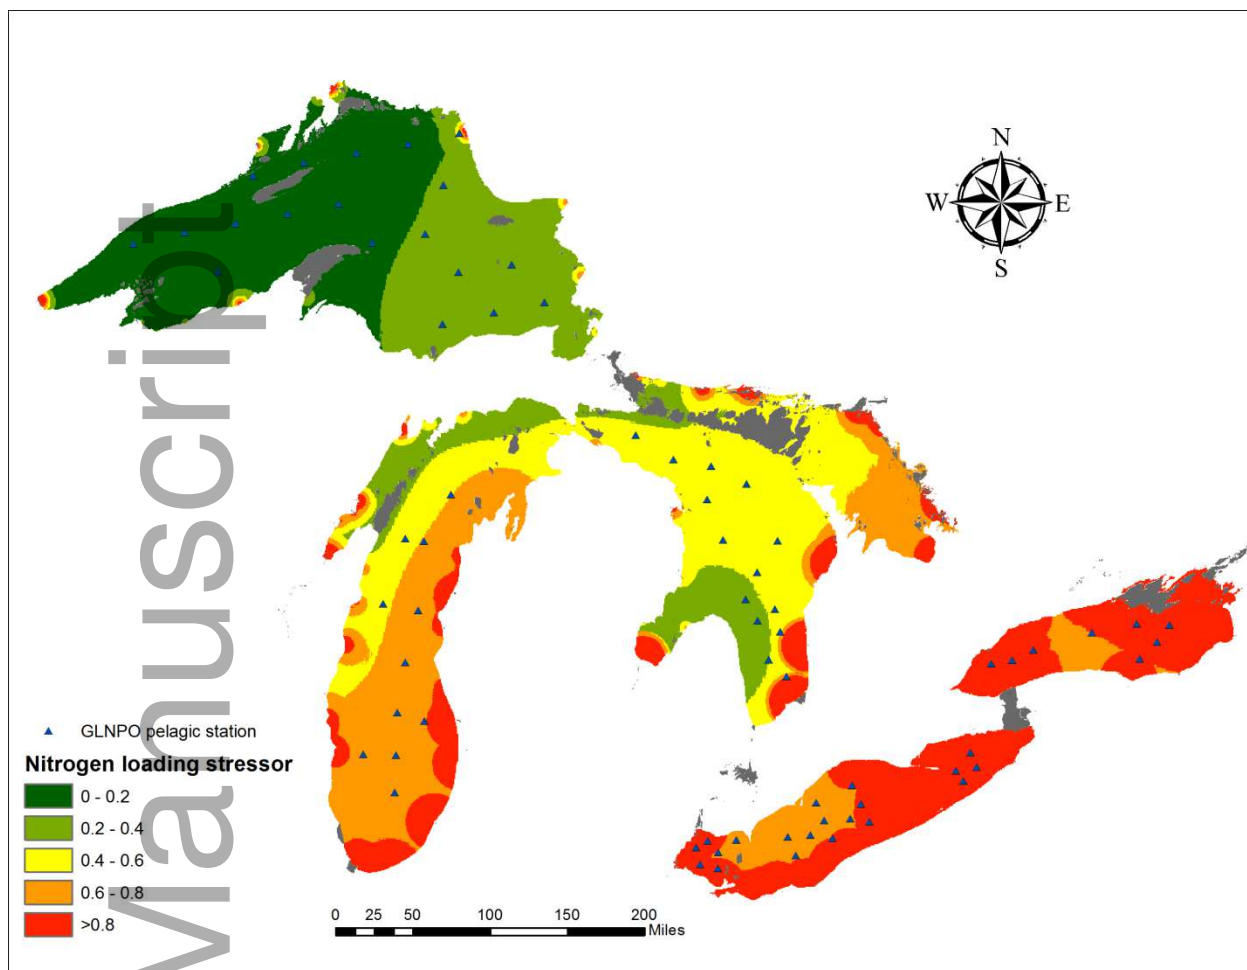 N
W E
S
Manuscript
GLNPO pelagic station
Nitrogen loading stressor
0 - 0.2
0.2 - 0.4
0.4 - 0.6
0.6 - 0.8
>0.8
0 25 50 100 150 200
Miles